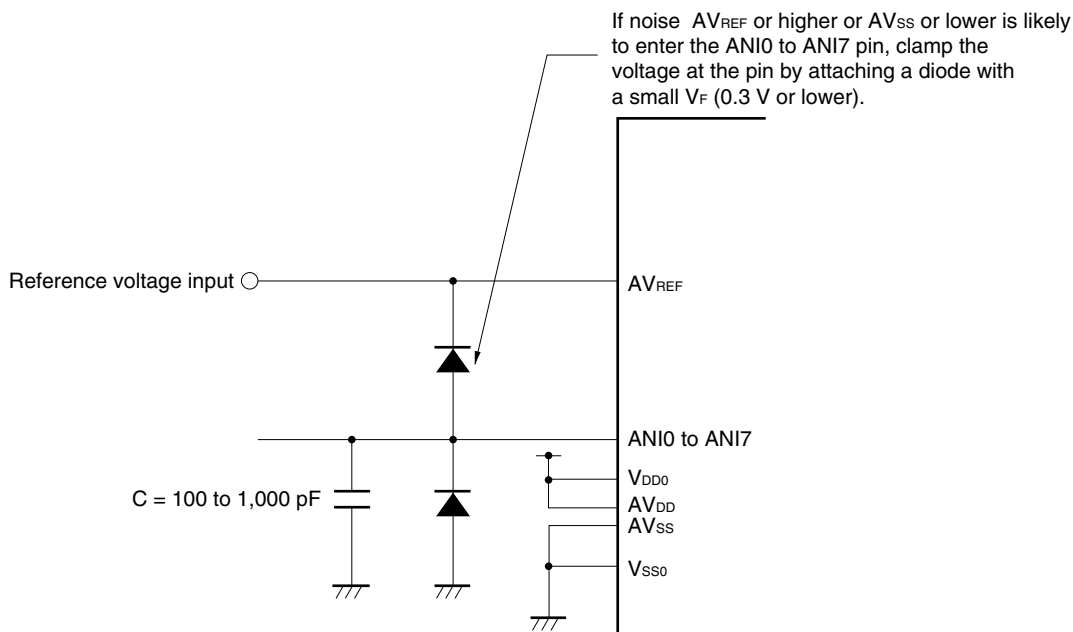 If noise AVREF or higher or AVSS or lower is likely
to enter the ANI0 to ANI7 pin, clamp the
voltage at the pin by attaching a diode with
a small VF (0.3 V or lower).
Reference voltage input
AVREF
ANI0 to ANI7
VDD0
C = 100 to 1,000 pF
AVDD
AVSS
VSS0